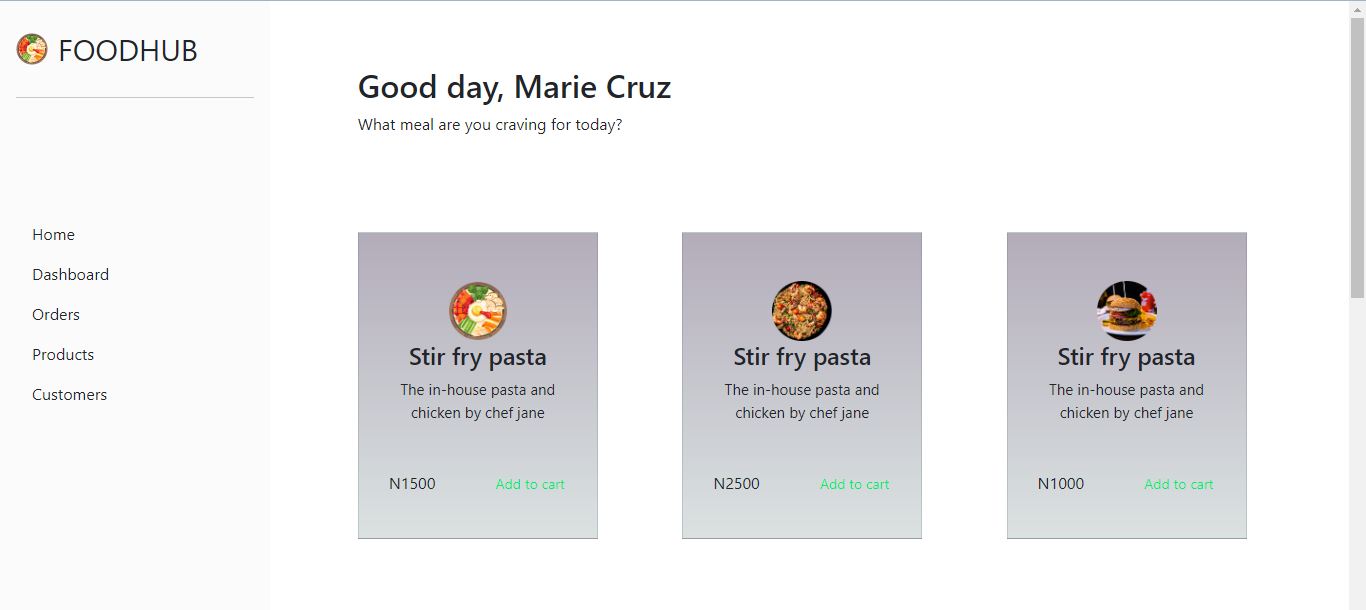 FOODHUB
Good day, Marie Cruz
What meal are you craving for today?
Home
Dashboard
Orders
Products
Customers
Stir fry pasta
The in-house pasta and
chicken by chef jane
N1500
Add to cart
Stir fry pasta
The in-house pasta and
chicken by chef jane
N2500
Add to cart
Stir fry pasta
The in-house pasta and
chicken by chef jane
N1000
Add to cart